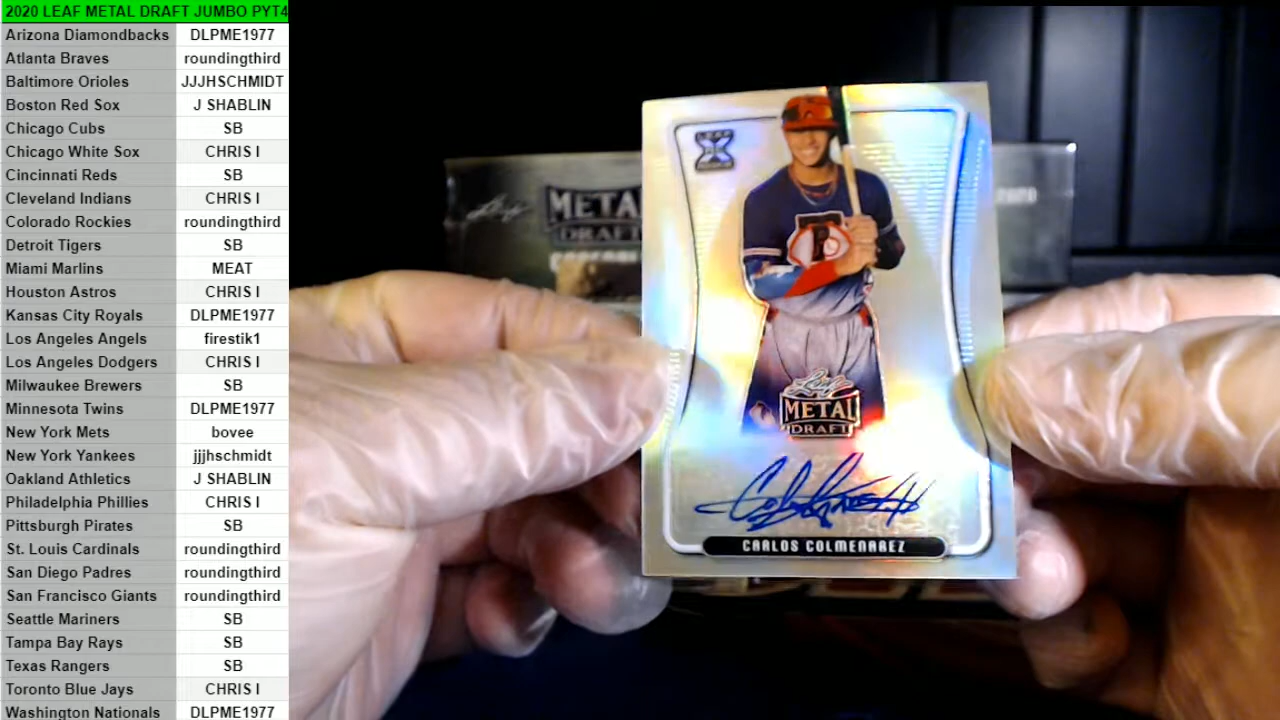 2020 LEAF METAL DRAFT JUMBO PYT4
Arizona Diamondbacks DLPME1977
Atlanta Braves roundingthird
Baltimore Orioles JJJHSCHMIDT
Boston Red Sox J SHABLIN
Chicago Cubs SB
Chicago White Sox CHRIS I
Cincinnati Reds SB
Cleveland Indians CHRIS I
Colorado Rockies roundingthird
Detroit Tigers SB
Miami Marlins MEAT
Houston Astros CHRIS I
Kansas City Royals DLPME1977
Los Angeles Angels firestik1
Los Angeles Dodgers CHRIS I
Milwaukee Brewers SB
Minnesota Twins DLPME1977
New York Mets bovee
New York Yankees jjjhschmidt
Oakland Athletics J SHABLIN
Philadelphia Phillies CHRIS I
Pittsburgh Pirates SB
St. Louis Cardinals roundingthird
San Diego Padres roundingthird
San Francisco Giants roundingthird
Seattle Mariners SB
Tampa Bay Rays SB
Texas Rangers SB
Toronto Blue Jays CHRIS I
Washington Nationals DLPME1977
Leaf
METAL
DRAFT
LEAF
P
Leaf
METAL
DRAFT
CARLOS COLMENAREZ